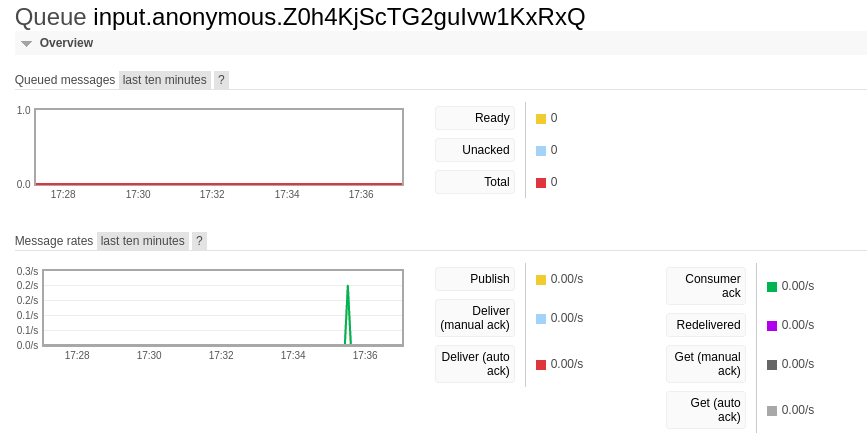 Queue input.anonymous.Z0h4KjScTG2guIvw1KxRxQ
Overview
Queued messages last ten minutes ?
1.0
0.0
17:28 17:30 17:32 17:34 17:36
Ready 0
Unacked 0
Total 0
Message rates last ten minutes ?
0.3/s
0.2/s
0.2/s
0.1/s
0.1/s
0.0/s
17:28 17:30 17:32 17:34 17:36
Publish 0.00/s
Deliver
(manual ack) 0.00/s
Deliver (auto
ack) 0.00/s
Consumer
ack 0.00/s
Redelivered 0.00/s
Get (manual
ack) 0.00/s
Get (auto
ack) 0.00/s